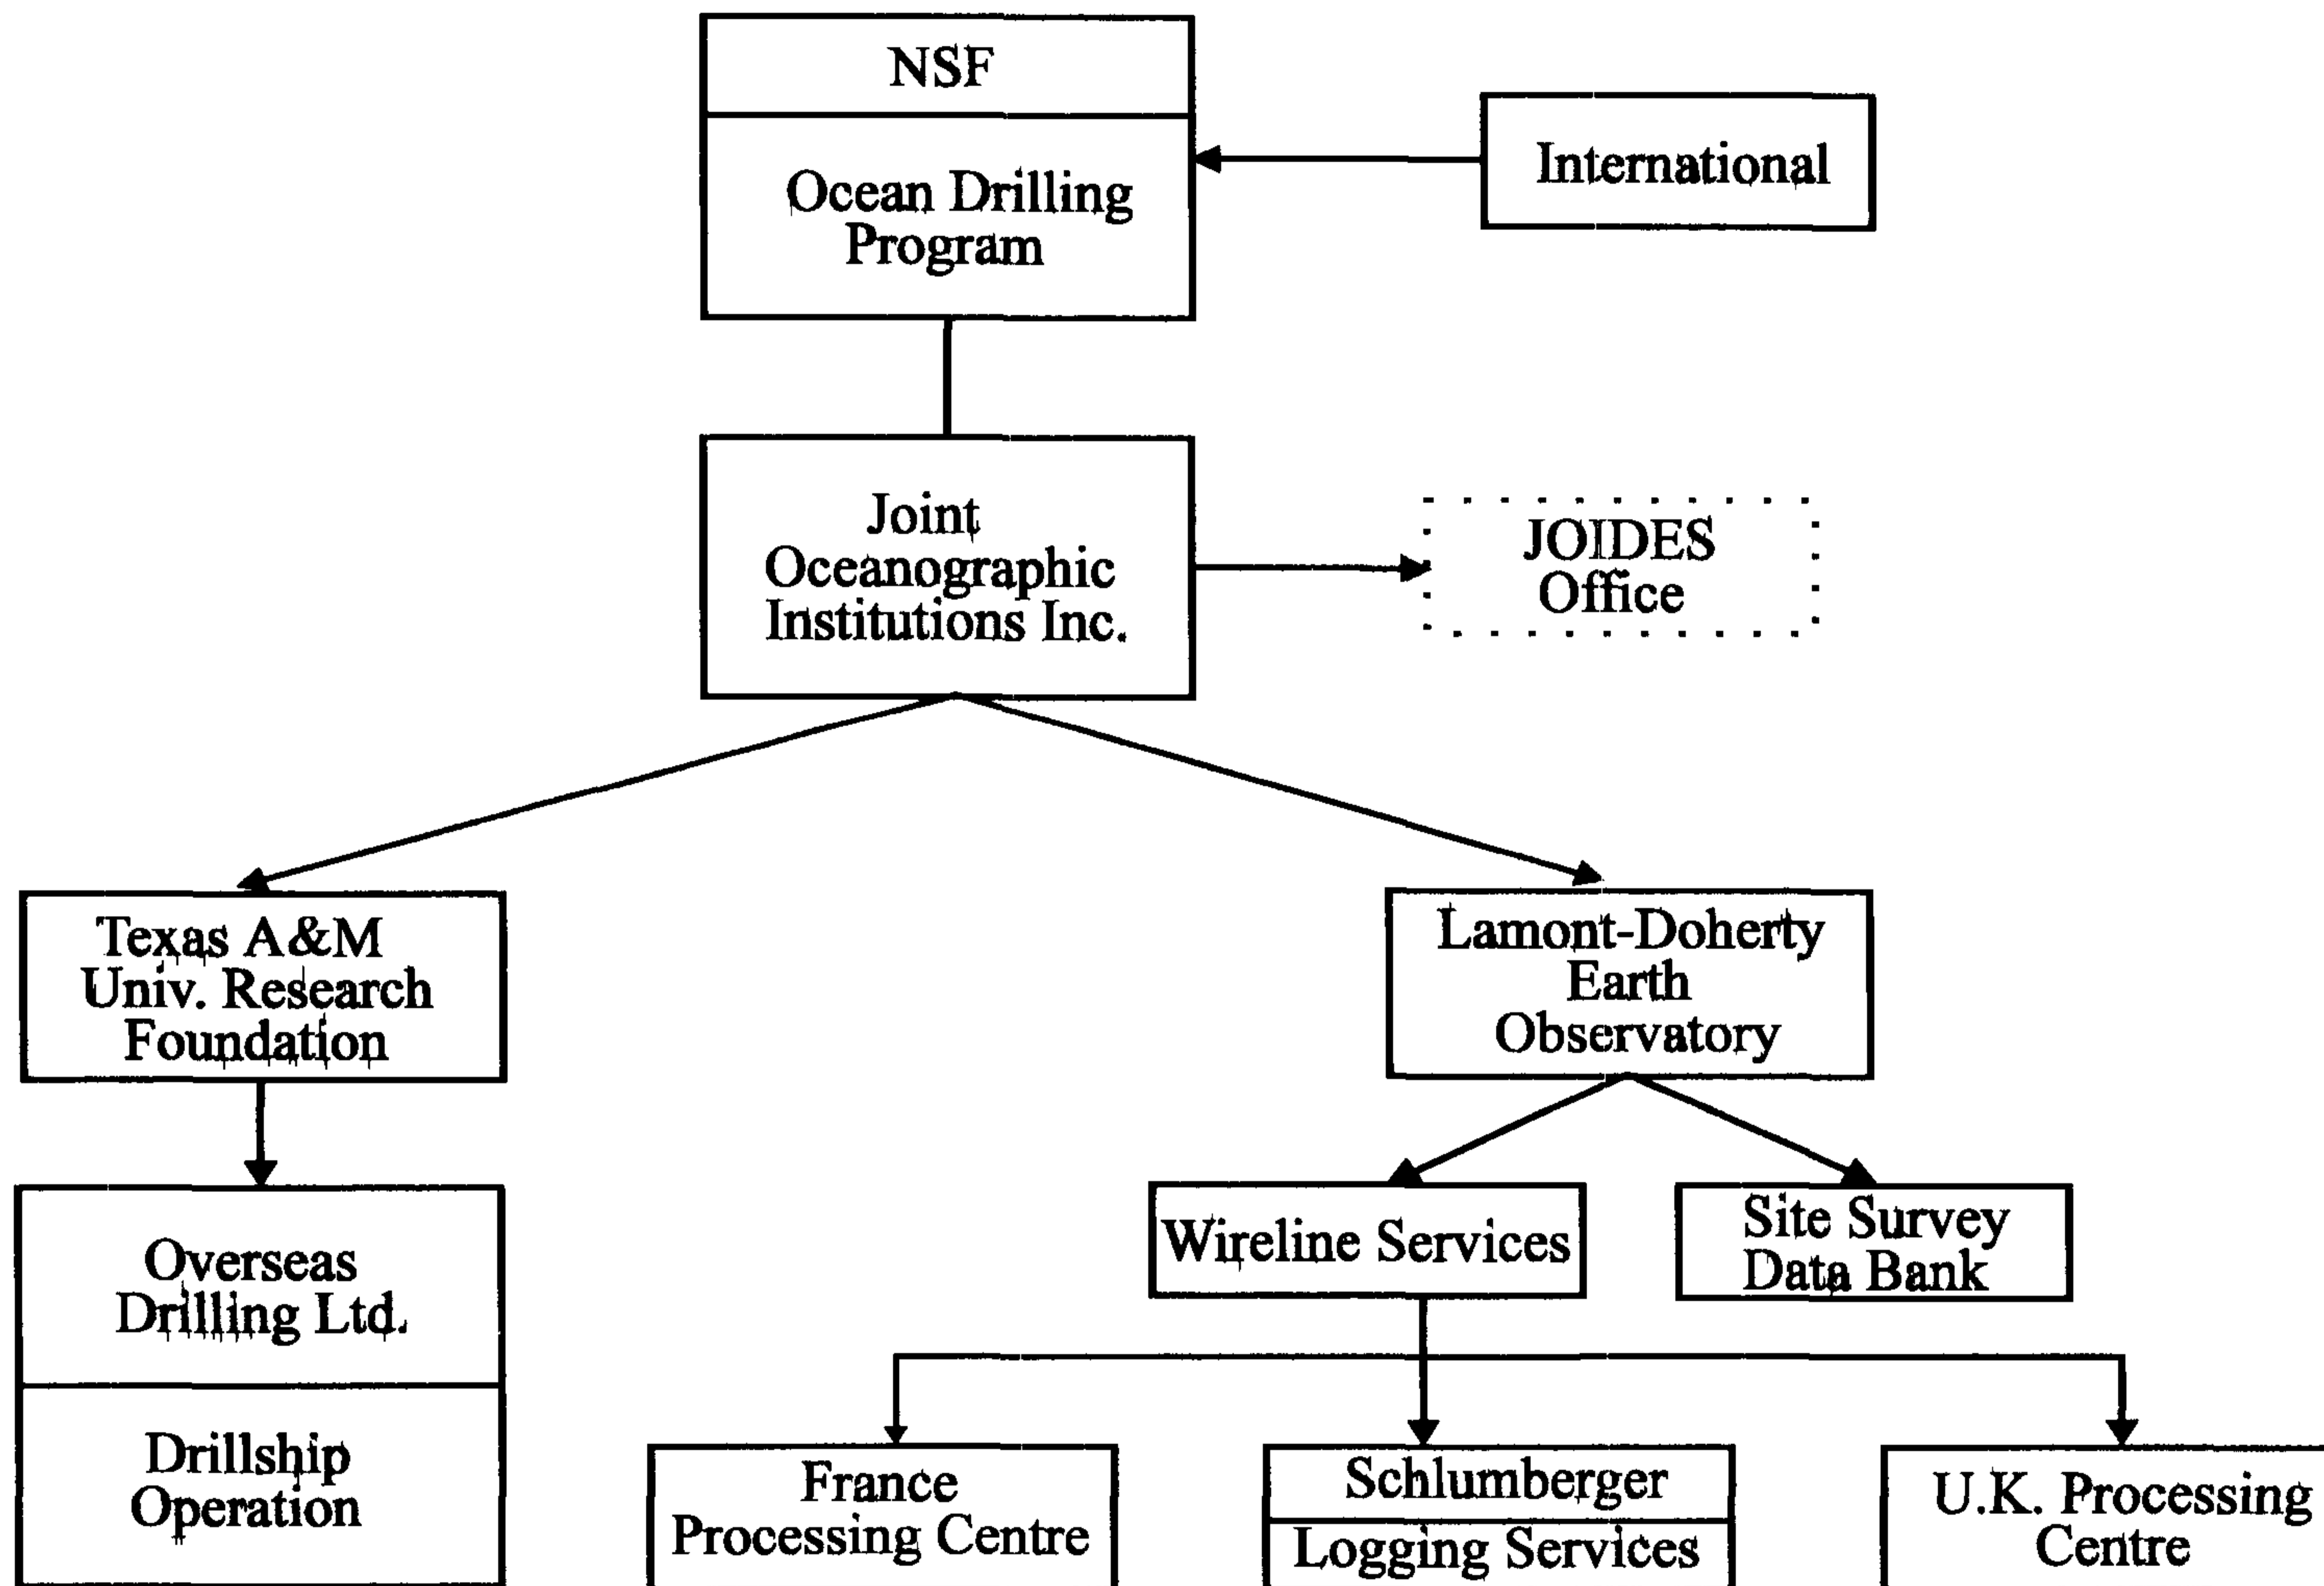 NSF
Ocean Drilling
Program
International
Joint
Oceanographic
Institutions Inc.
JOIDES
Office
Texas A&M
Univ. Research
Foundation
Lamont-Doherty
Earth
Observatory
Overseas
Drilling Ltd.
Drillship
Operation
Wireline Services
Site Survey
Data Bank
France
Processing Centre
Schlumberger
Logging Services
U.K. Processing
Centre